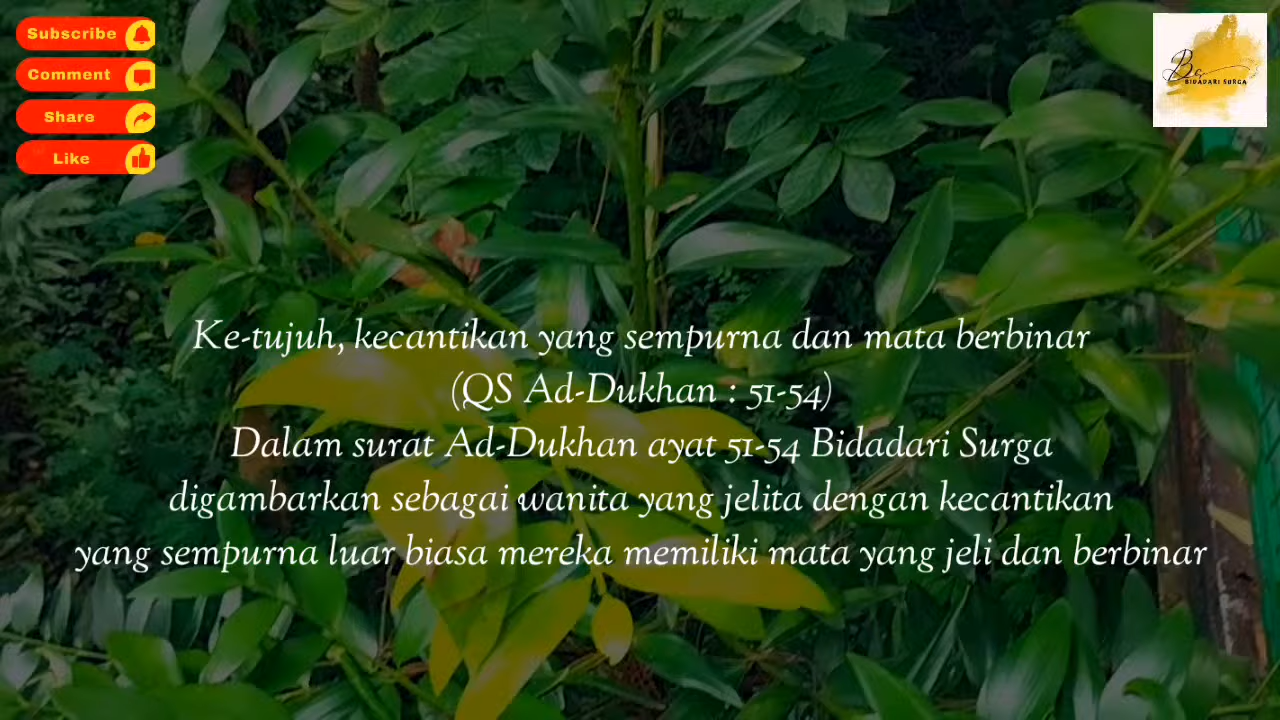 Subscribe
Comment
Share
Like
Bs
BIDADARI SURGA
Ke-tujuh, kecantikan yang sempurna dan mata berbinar
(QS Ad-Dukhan : 51-54)
Dalam surat Ad-Dukhan ayat 51-54 Bidadari Surga
digambarkan sebagai wanita yang jelita dengan kecantikan
yang sempurna luar biasa mereka memiliki mata yang jeli dan berbinar